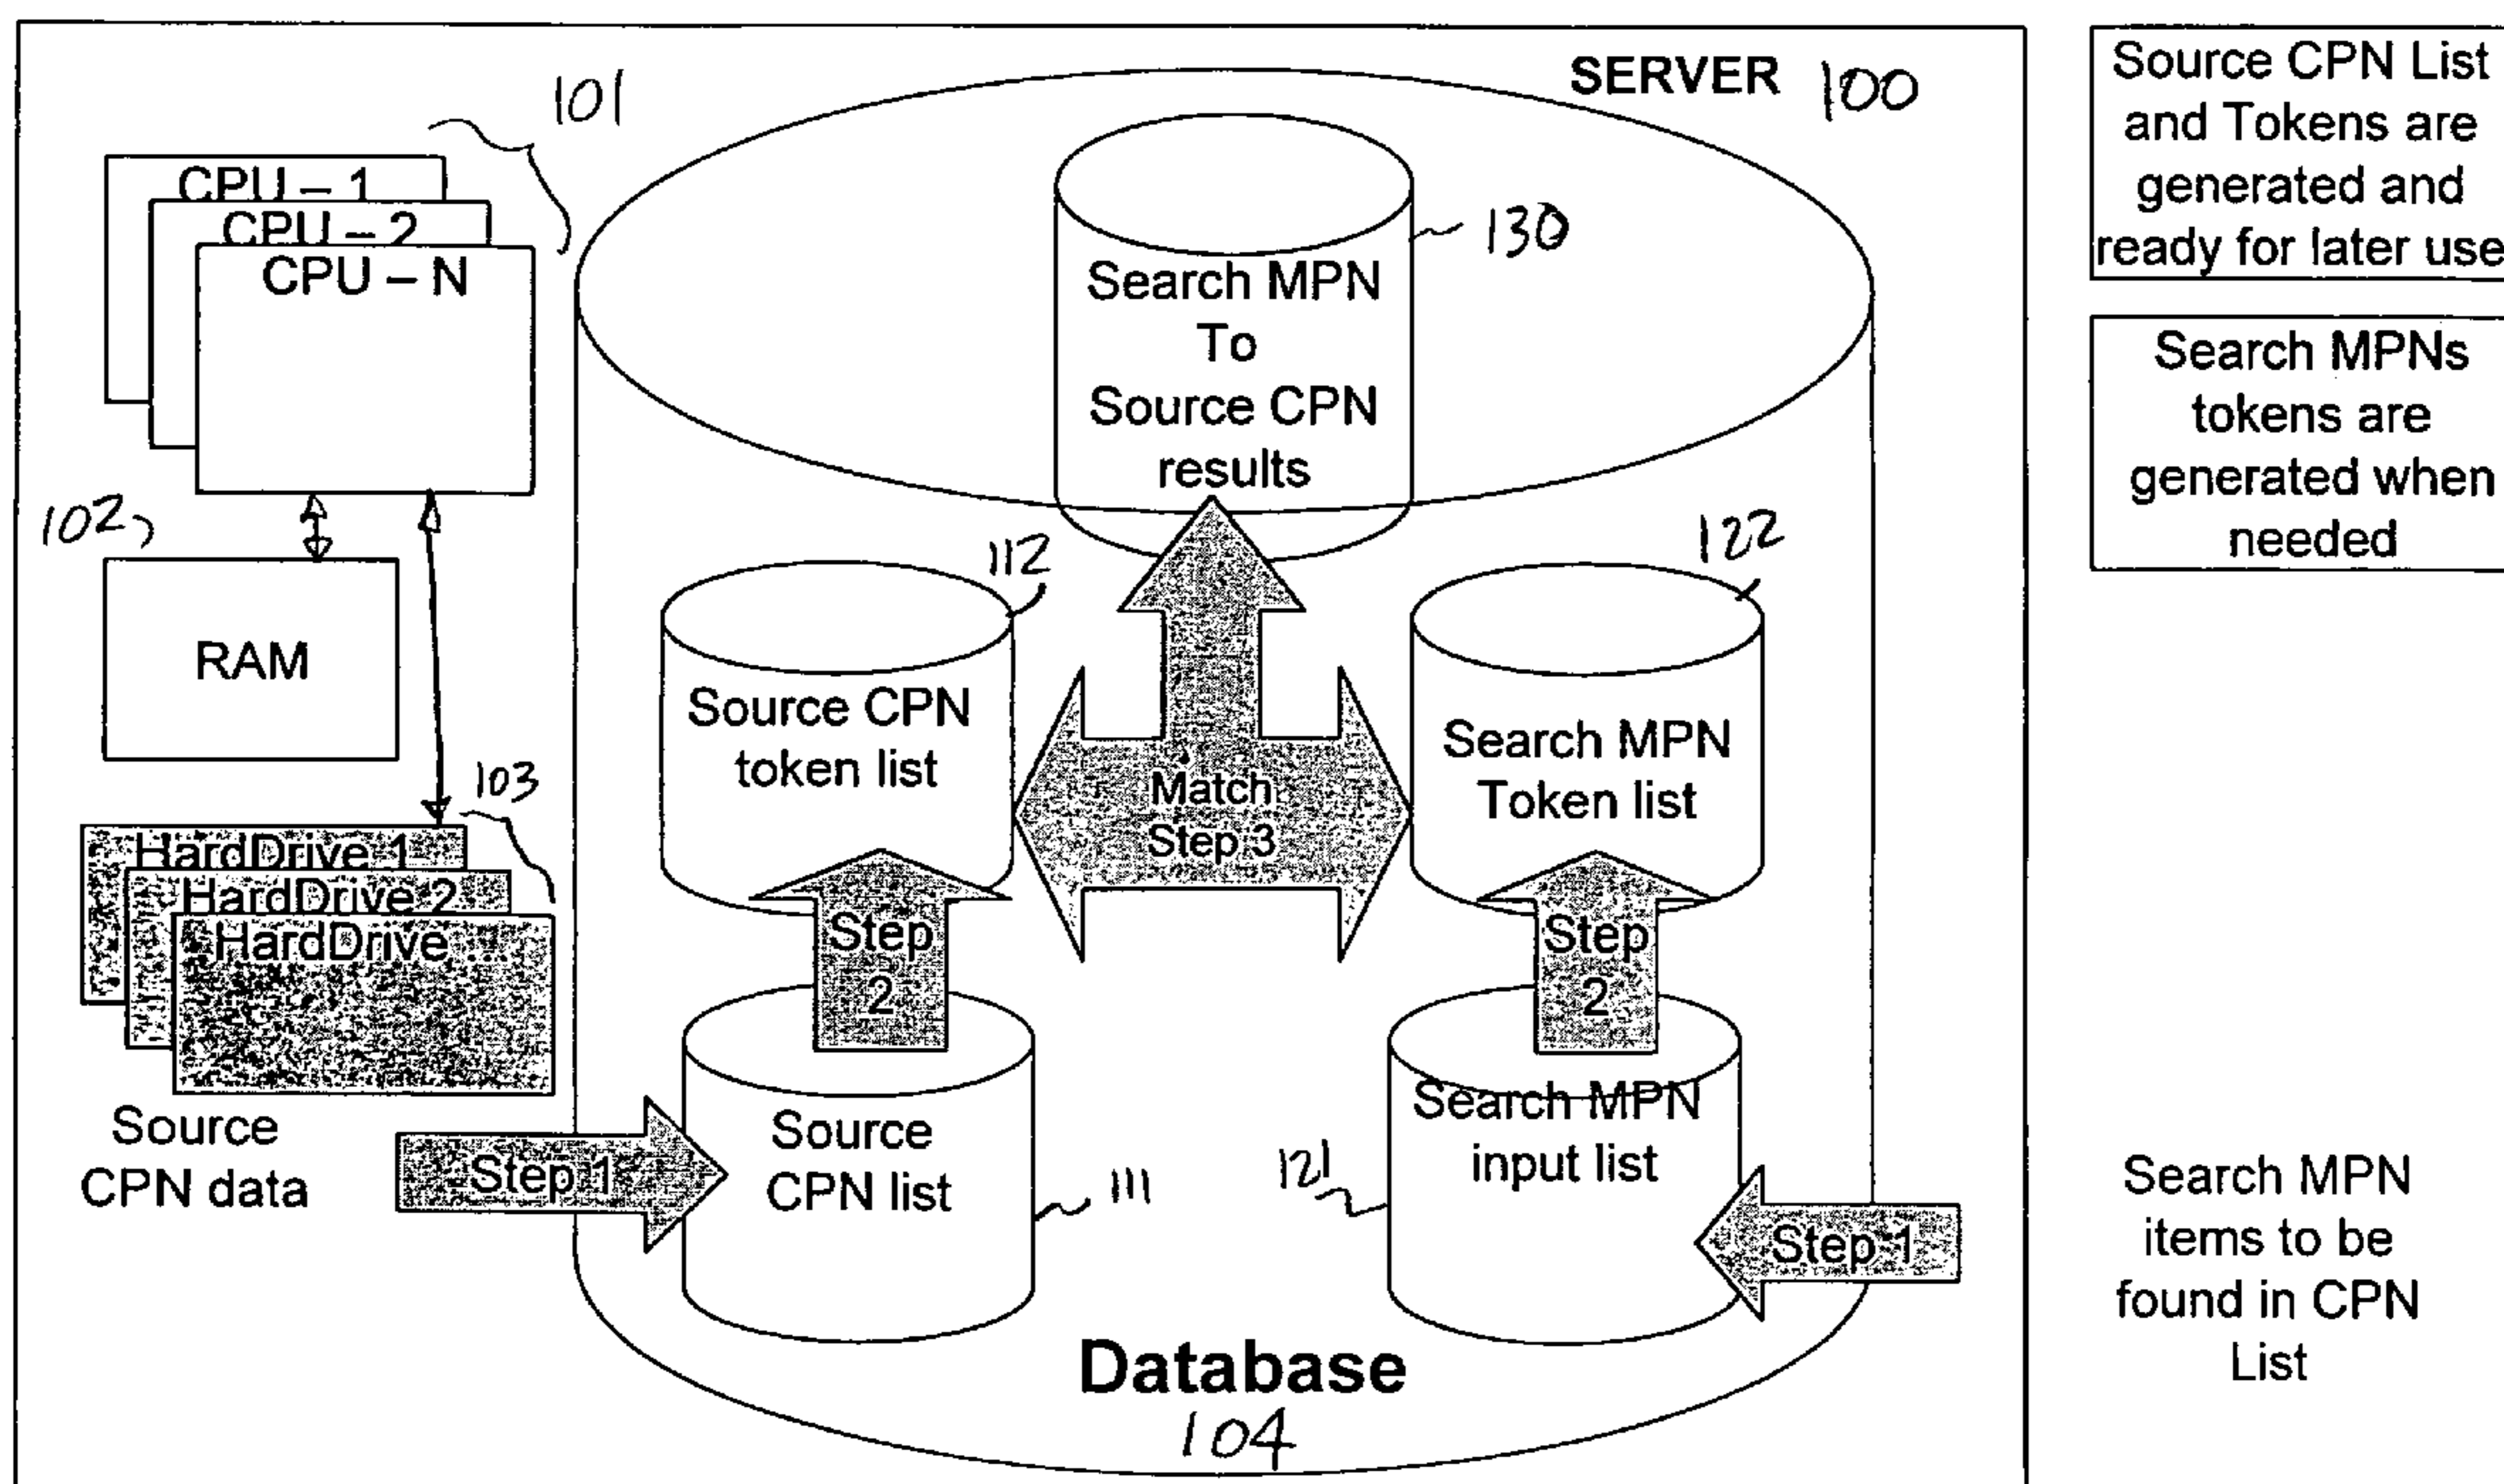 SERVER 100
101
CPU – 1
CPU – 2
CPU – N
102
RAM
103
HardDrive 1
HardDrive 2
HardDrive ...
Source
CPN data
Step 1
Source
CPN list
111
Step
2
Source CPN
token list
112
Match
Step 3
Search MPN
To
Source CPN
results
130
Search MPN
Token list
122
Step
2
Search MPN
input list
121
Step 1
Database
104
Source CPN List
and Tokens are
generated and
ready for later use
Search MPNs
tokens are
generated when
needed
Search MPN
items to be
found in CPN
List